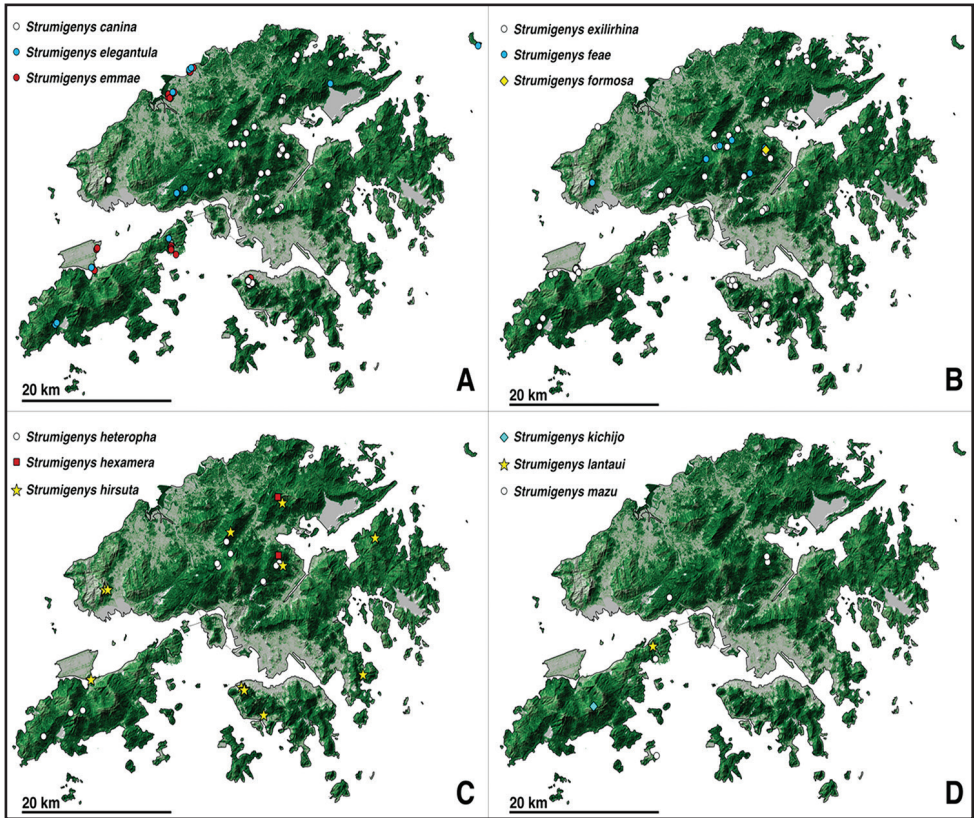 Strumigenys canina
Strumigenys elegantula
Strumigenys emmae
20 km
A
Strumigenys exilirhina
Strumigenys feae
Strumigenys formosa
20 km
B
Strumigenys heteropha
Strumigenys hexamera
Strumigenys hirsuta
20 km
C
Strumigenys kichijo
Strumigenys lantaui
Strumigenys mazu
20 km
D